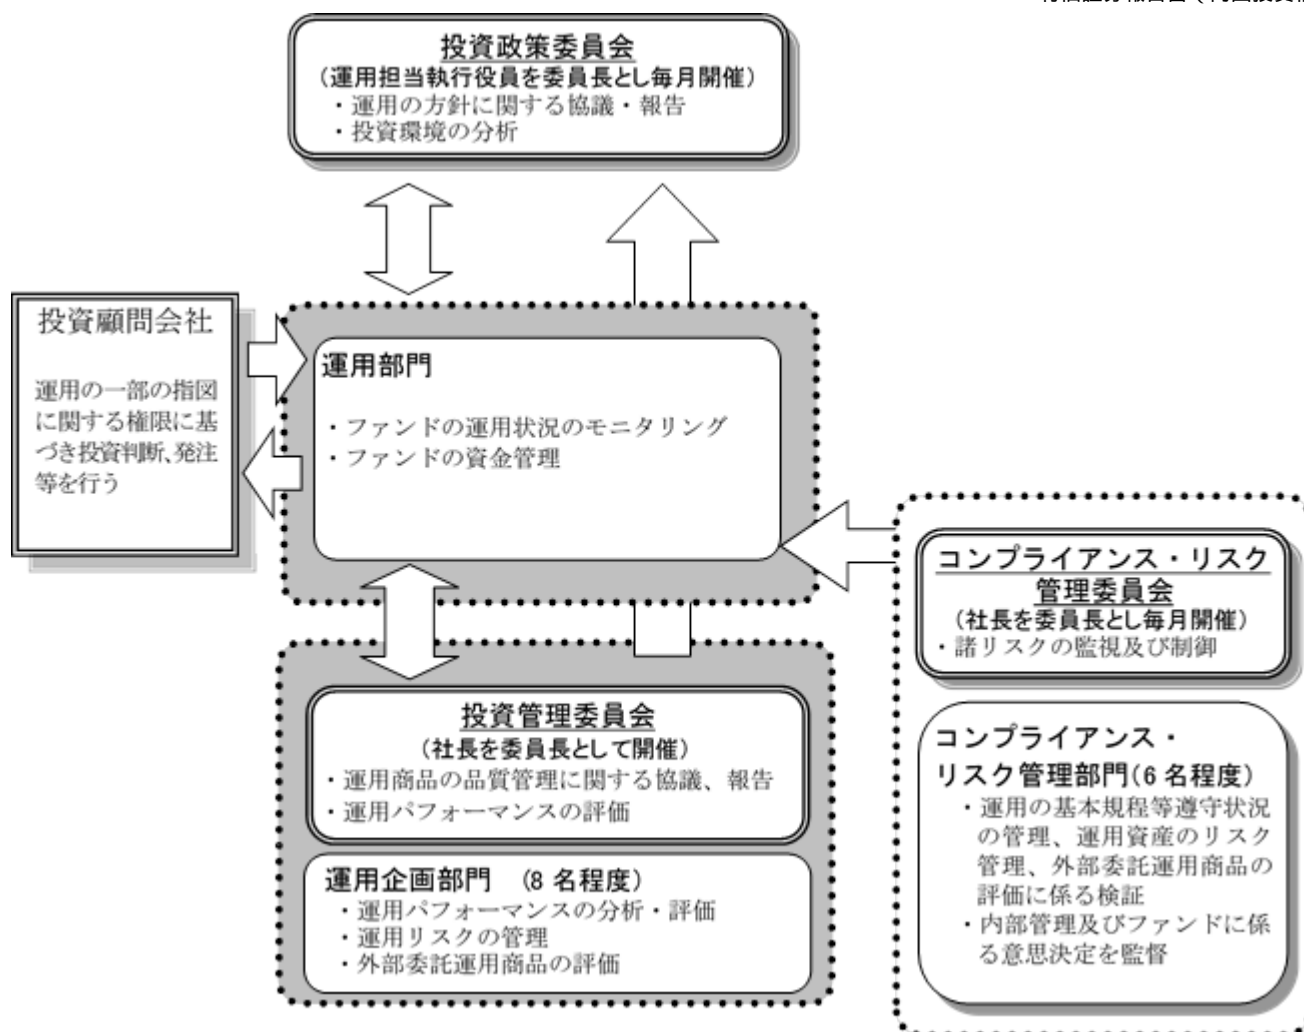 投資政策委員会
(運用担当執行役員を委員長とし毎月開催)
・運用の方針に関する協議・報告
・投資環境の分析
投資顧問会社
運用の一部の指図
に関する権限に基
づき投資判断、発注
等を行う
運用部門
・ファンドの運用状況のモニタリング
・ファンドの資金管理
コンプライアンス・リスク
管理委員会
(社長を委員長とし毎月開催)
・諸リスクの監視及び制御
投資管理委員会
(社長を委員長として開催)
・運用商品の品質管理に関する協議、報告
・運用パフォーマンスの評価
運用企画部門 (8 名程度)
・運用パフォーマンスの分析・評価
・運用リスクの管理
・外部委託運用商品の評価
コンプライアンス・
リスク管理部門(6 名程度)
・運用の基本規程等遵守状況
の管理、運用資産のリスク
管理、外部委託運用商品の
評価に係る検証
・内部管理及びファンドに係
る意思決定を監督